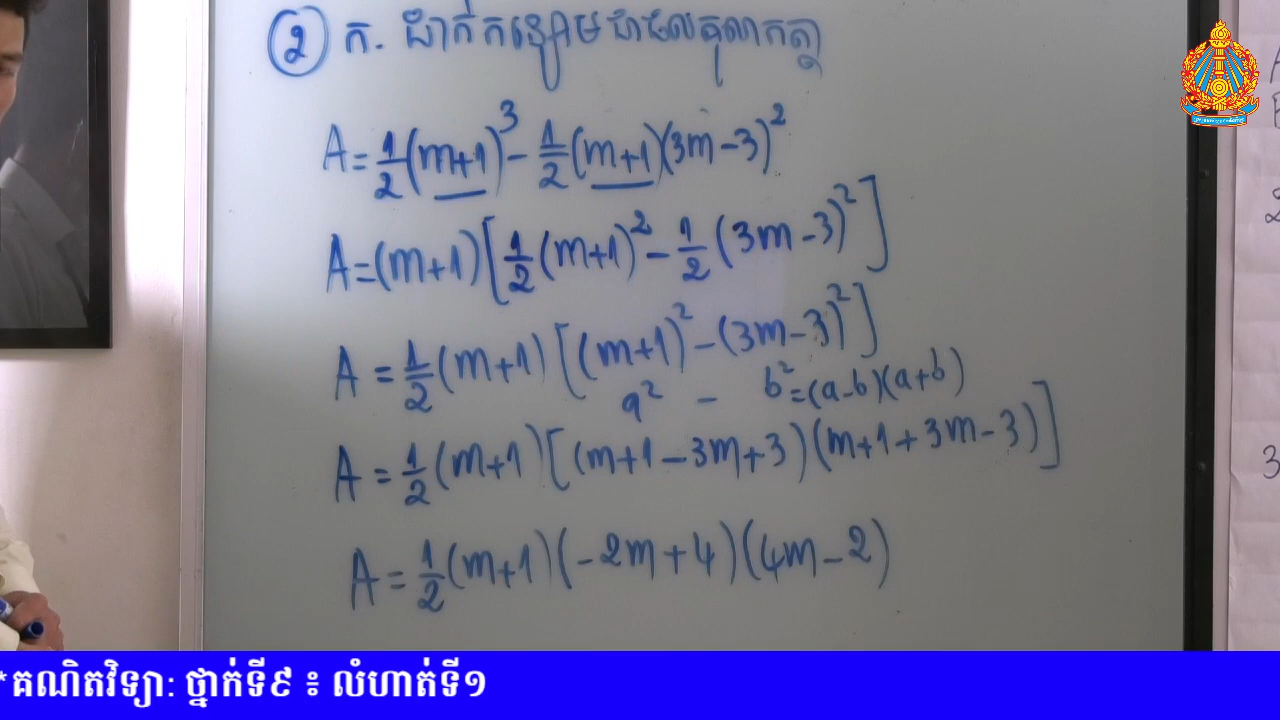 ② ក. ដាក់កន្សោមជាផលគុណកត្តា
A = 1/2 (m+1)³ - 1/2 (m+1)(3m-3)²
A = (m+1)[1/2 (m+1)² - 1/2 (3m-3)²]
A = 1/2 (m+1)[(m+1)² - (3m-3)²]
a² - b² = (a-b)(a+b)
A = 1/2 (m+1)[(m+1-3m+3)(m+1+3m-3)]
A = 1/2 (m+1)(-2m+4)(4m-2)
*គណិតវិទ្យា: ថ្នាក់ទី៩ ៖ លំហាត់ទី១